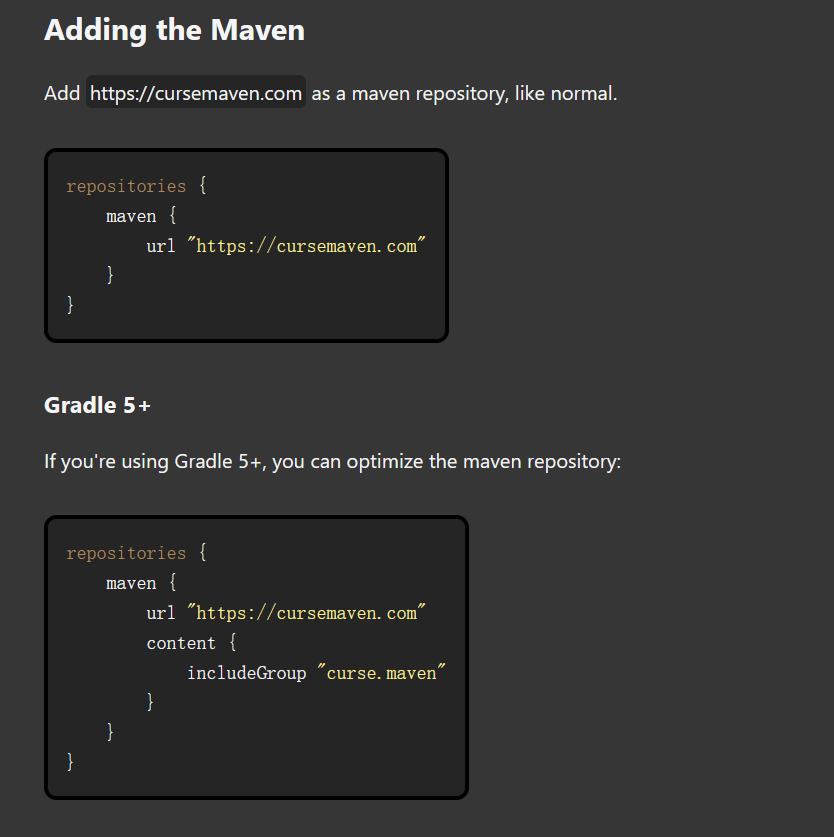 Adding the Maven
Add https://cursemaven.com as a maven repository, like normal.
repositories {
    maven {
        url "https://cursemaven.com"
    }
}
Gradle 5+
If you're using Gradle 5+, you can optimize the maven repository:
repositories {
    maven {
        url "https://cursemaven.com"
        content {
            includeGroup "curse.maven"
        }
    }
}